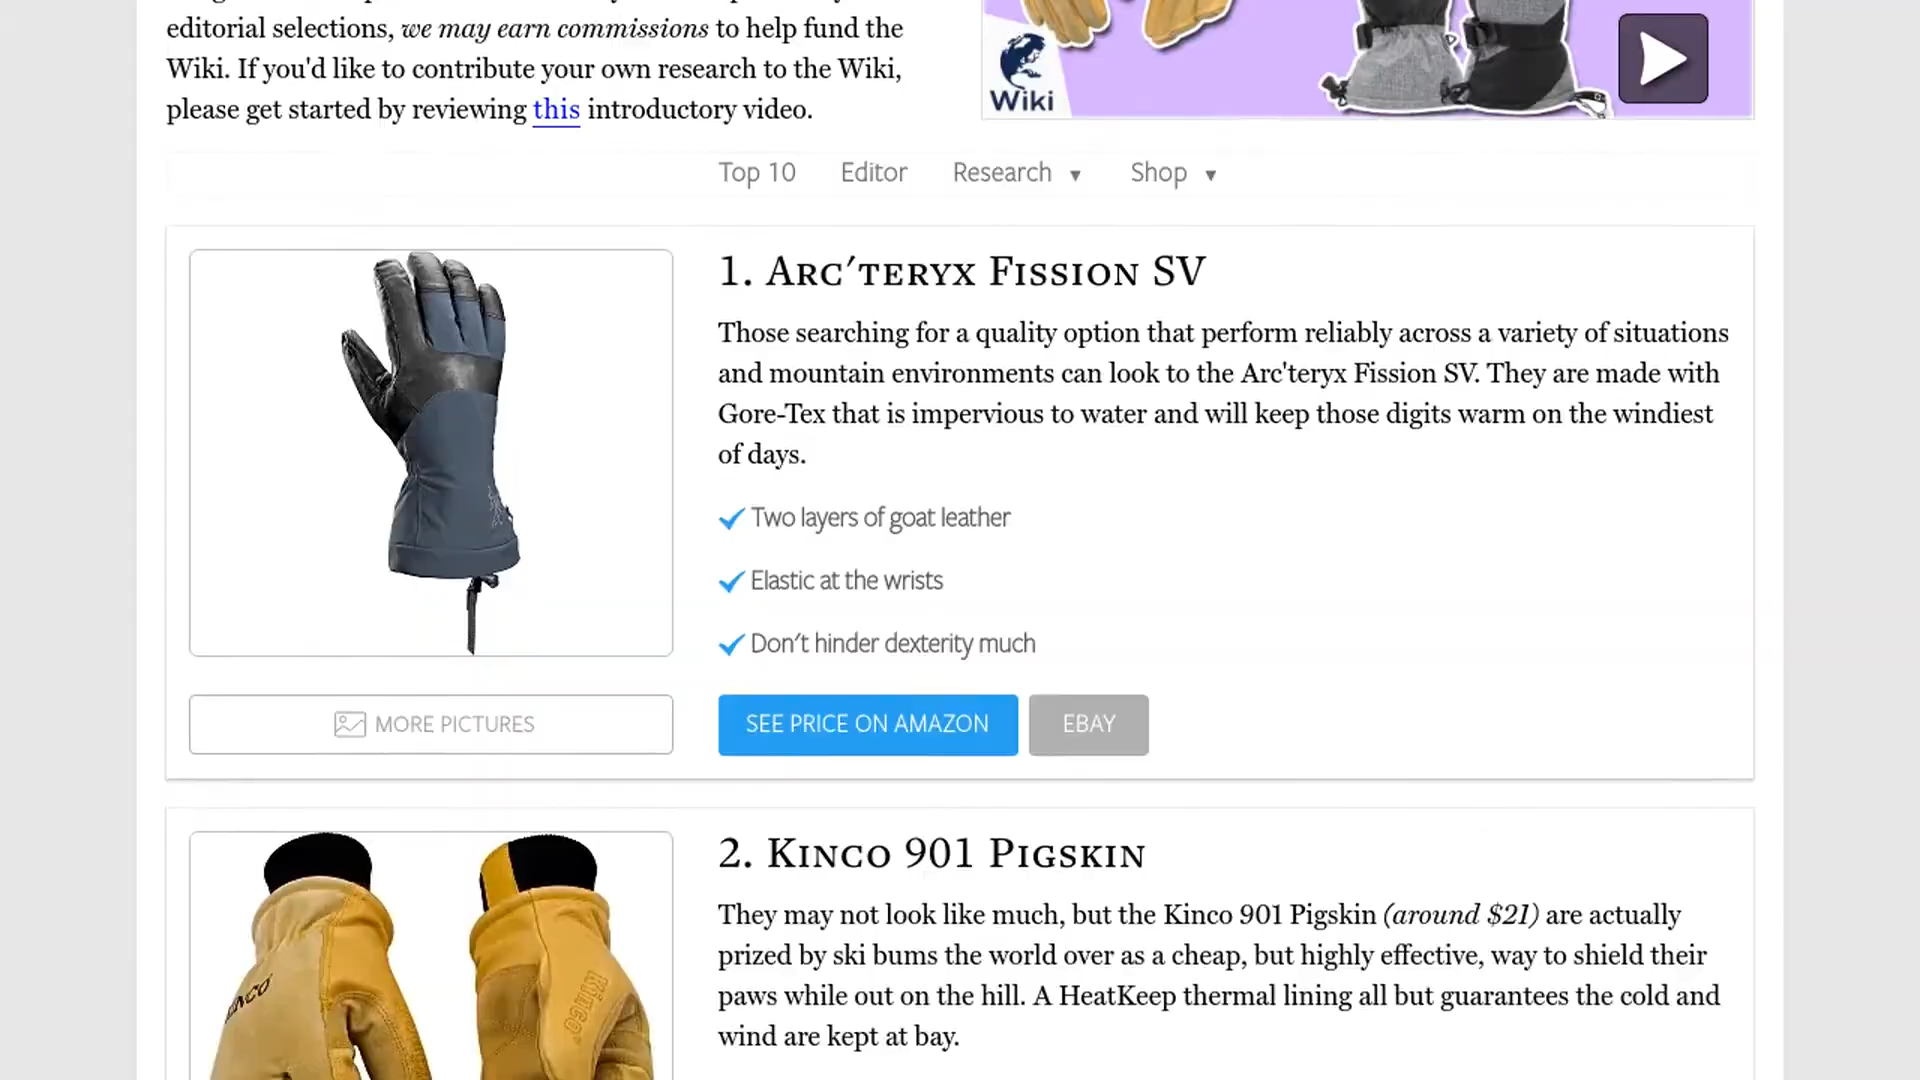 editorial selections, we may earn commissions to help fund the
Wiki. If you'd like to contribute your own research to the Wiki,
please get started by reviewing this introductory video.
Wiki
Top 10 Editor Research ▼ Shop ▼
1. Arc'teryx Fission SV
Those searching for a quality option that perform reliably across a variety of situations
and mountain environments can look to the Arc'teryx Fission SV. They are made with
Gore-Tex that is impervious to water and will keep those digits warm on the windiest
of days.
Two layers of goat leather
Elastic at the wrists
Don't hinder dexterity much
MORE PICTURES
SEE PRICE ON AMAZON
EBAY
2. Kinco 901 Pigskin
They may not look like much, but the Kinco 901 Pigskin (around $21) are actually
prized by ski bums the world over as a cheap, but highly effective, way to shield their
paws while out on the hill. A HeatKeep thermal lining all but guarantees the cold and
wind are kept at bay.
KINCO
Kinco